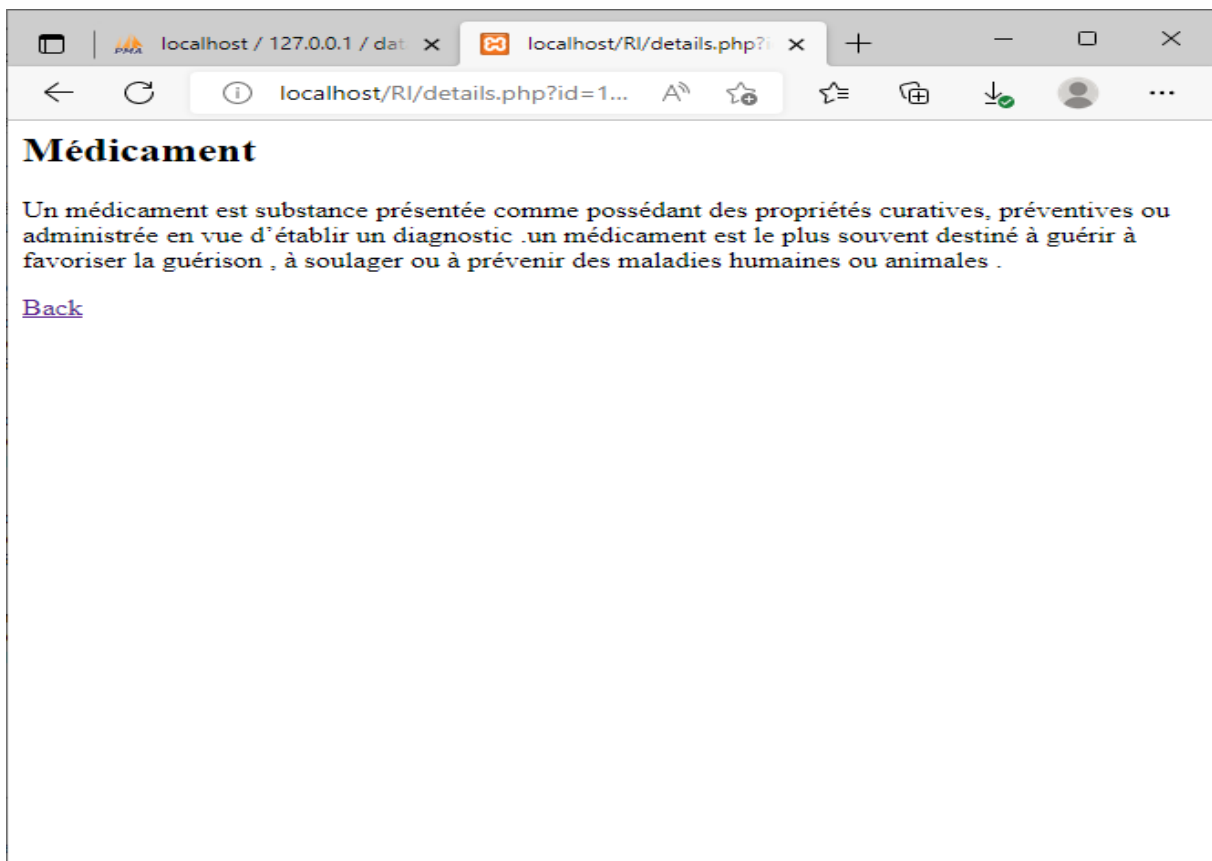 PMA localhost / 127.0.0.1 / dat
localhost/RI/details.php?i
localhost/RI/details.php?id=1...
Médicament
Un médicament est substance présentée comme possédant des propriétés curatives, préventives ou
administrée en vue d’établir un diagnostic .un médicament est le plus souvent destiné à guérir à
favoriser la guérison , à soulager ou à prévenir des maladies humaines ou animales .
Back